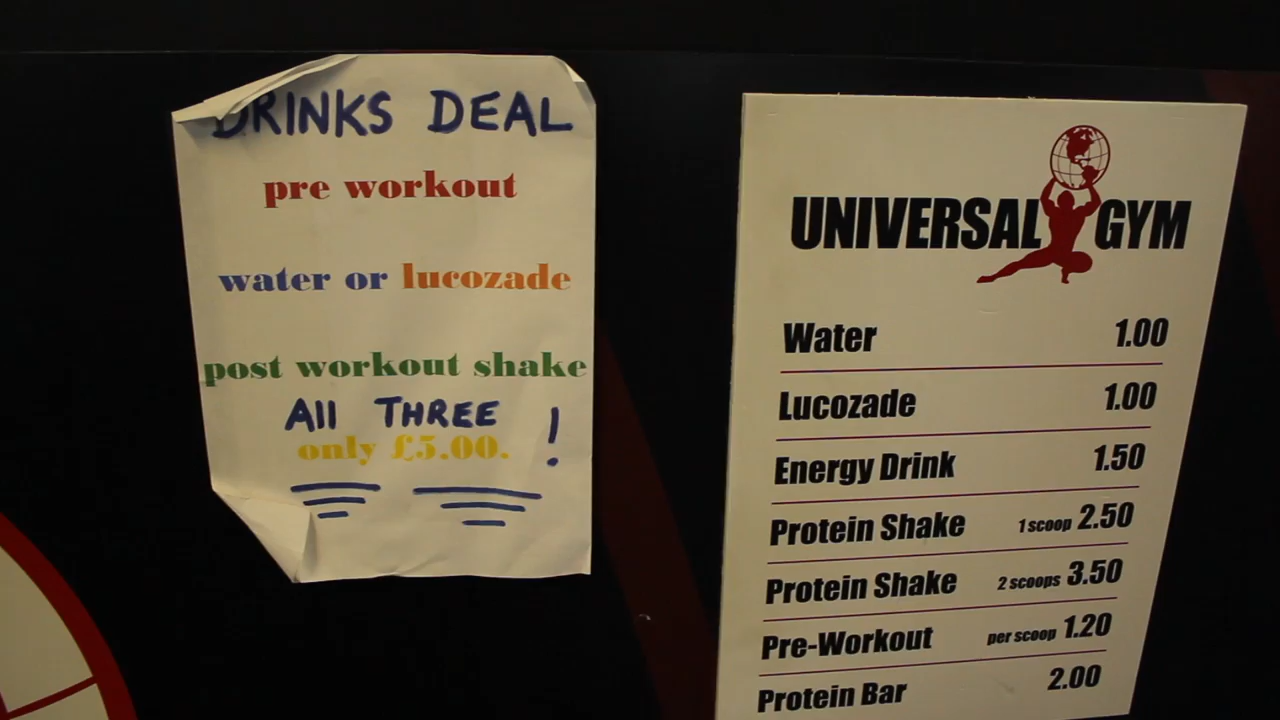 DRINKS DEAL
pre workout
water or lucozade
post workout shake
All THREE !
only £5.00.
UNIVERSAL GYM
Water 1.00
Lucozade 1.00
Energy Drink 1.50
Protein Shake 1 scoop 2.50
Protein Shake 2 scoops 3.50
Pre-Workout per scoop 1.20
Protein Bar 2.00